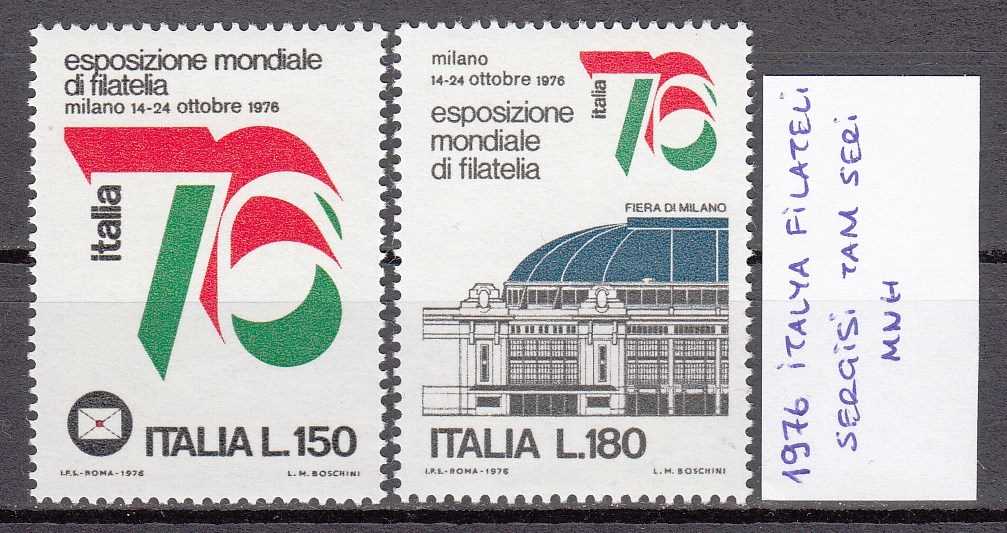 esposizione mondiale
di filatelia
milano 14-24 ottobre 1976
76
italia
ITALIA L.150
I.P.S.-ROMA-1976
L. M. BOSCHINI
milano
14-24 ottobre 1976
esposizione
mondiale
di filatelia
76
italia
FIERA DI MILANO
ITALIA L.180
I.P.S.-ROMA-1976
L. M. BOSCHINI
1976 İTALYA FİLATELİ
SERGİSİ TAM SERİ
MNH